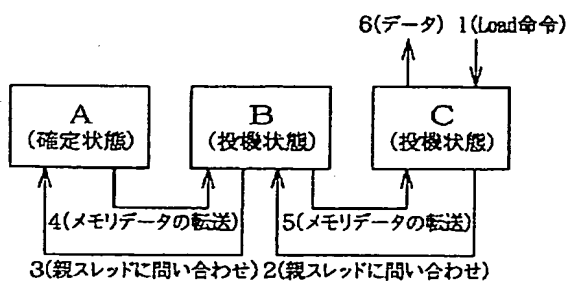 6(データ) 1(Load命令)
A
(確定状態)
B
(投機状態)
C
(投機状態)
4(メモリデータの転送)
5(メモリデータの転送)
3(親スレッドに問い合わせ)
2(親スレッドに問い合わせ)